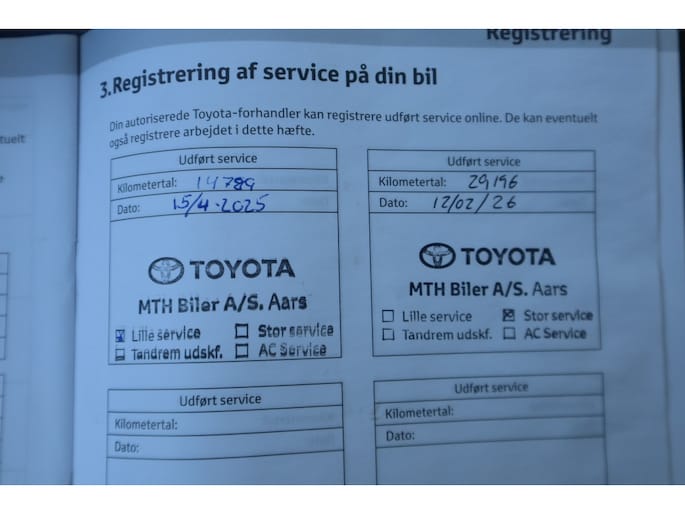 Registrering
3.Registrering af service på din bil
Din autoriserede Toyota-forhandler kan registrere udført service online. De kan eventuelt
også registrere arbejdet i dette hæfte.
Udført service
Kilometertal: 14789
Dato: 15/4-2025
TOYOTA
MTH Biler A/S. Aars
☑ Lille service ☐ Stor service
☐ Tandrem udskf. ☐ AC Service
Udført service
Kilometertal: 29196
Dato: 12/02/26
TOYOTA
MTH Biler A/S. Aars
☐ Lille service ☒ Stor service
☐ Tandrem udskf. ☐ AC Service
Udført service
Kilometertal:
Dato:
Udført service
Kilometertal:
Dato: